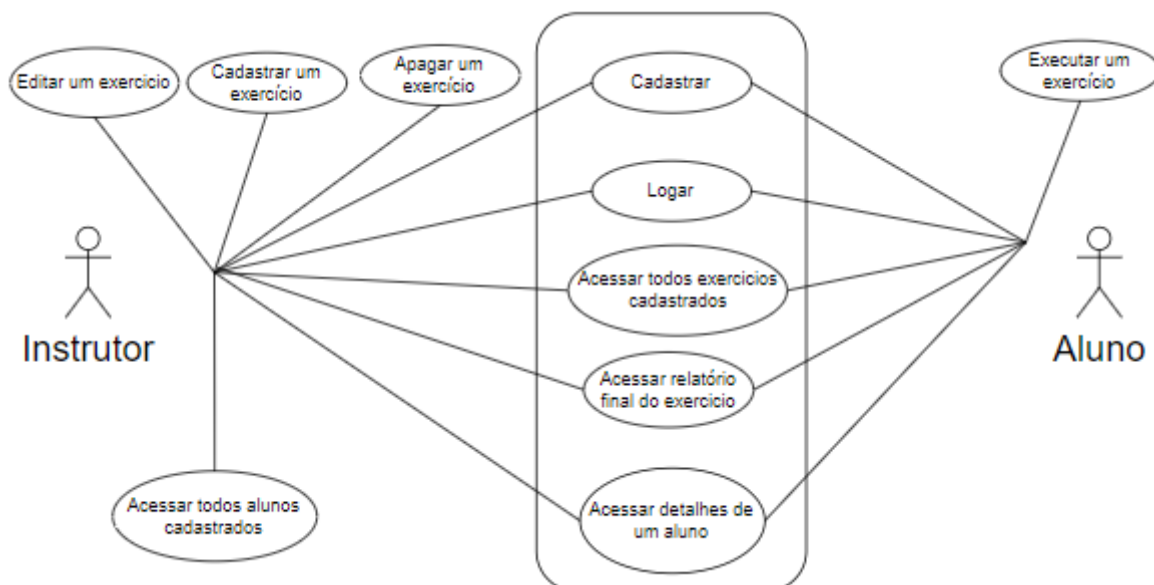 Editar um exercicio
Cadastrar um
exercício
Apagar um
exercício
Cadastrar
Executar um
exercício
Logar
Acessar todos exercicios
cadastrados
Instrutor
Aluno
Acessar relatório
final do exercicio
Acessar todos alunos
cadastrados
Acessar detalhes de
um aluno